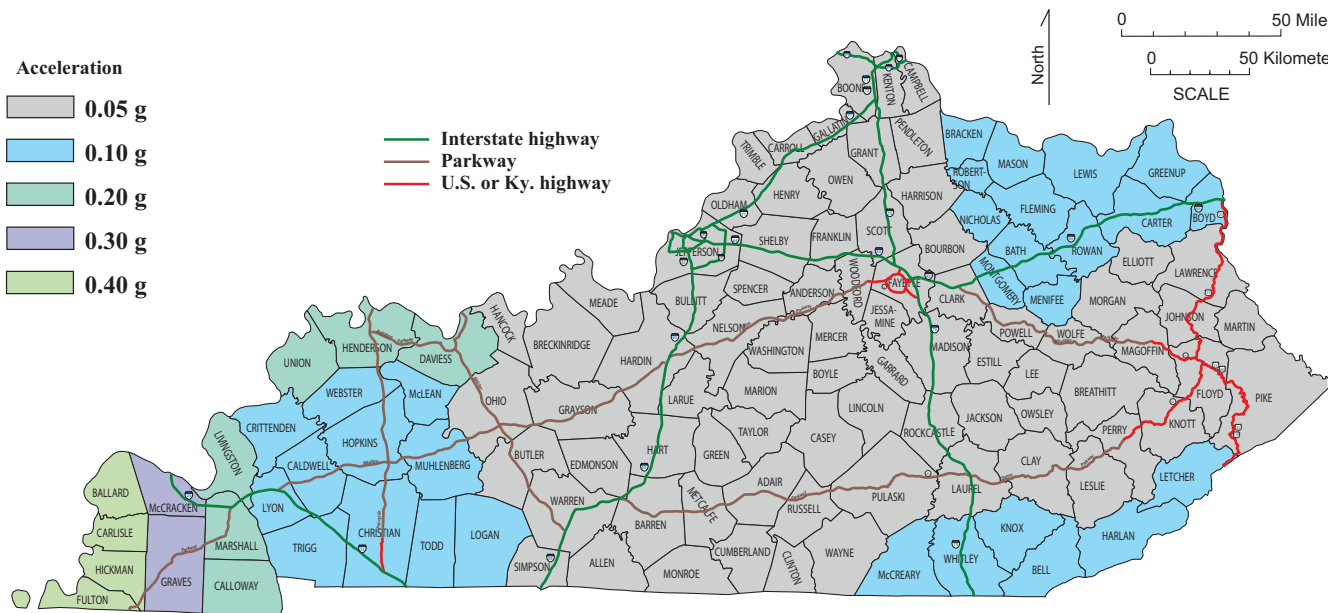 Acceleration
0.05 g
0.10 g
0.20 g
0.30 g
0.40 g
Interstate highway
Parkway
U.S. or Ky. highway
North
0 50 Mile
0 50 Kilomete
SCALE
BOONE
KENTON
CAMPBELL
GALLATIN
PENDLETON
BRACKEN
CARROLL
GRANT
MASON
TRIMBLE
ROBERT-
SON
LEWIS
GREENUP
OWEN
HENRY
HARRISON
OLDHAM
NICHOLAS
FLEMING
CARTER
BOYD
SCOTT
JEFFERSON
SHELBY
FRANKLIN
BOURBON
BATH
ROWAN
ELLIOTT
LAWRENCE
WOODFORD
FAYETTE
MONTGOMERY
SPENCER
ANDERSON
CLARK
MENIFEE
MORGAN
BULLITT
MEADE
HANCOCK
JESSA-
MINE
JOHNSON
MARTIN
NELSON
POWELL
WOLFE
MERCER
MADISON
MAGOFFIN
BRECKINRIDGE
HARDIN
WASHINGTON
HENDERSON
DAVIESS
UNION
GARRARD
ESTILL
LEE
BOYLE
FLOYD
PIKE
WEBSTER
McLEAN
OHIO
GRAYSON
LARUE
MARION
LINCOLN
BREATHITT
JACKSON
OWSLEY
KNOTT
CRITTENDEN
LIVINGSTON
TAYLOR
CASEY
ROCKCASTLE
PERRY
HOPKINS
MUHLENBERG
BUTLER
HART
GREEN
EDMONSON
CLAY
CALDWELL
ADAIR
LETCHER
LESLIE
BALLARD
McCRACKEN
LYON
WARREN
METCALFE
RUSSELL
PULASKI
LAUREL
BARREN
CARLISLE
MARSHALL
CHRISTIAN
TODD
LOGAN
KNOX
HARLAN
TRIGG
SIMPSON
ALLEN
CUMBERLAND
WAYNE
WHITLEY
HICKMAN
GRAVES
CALLOWAY
MONROE
CLINTON
McCREARY
BELL
FULTON